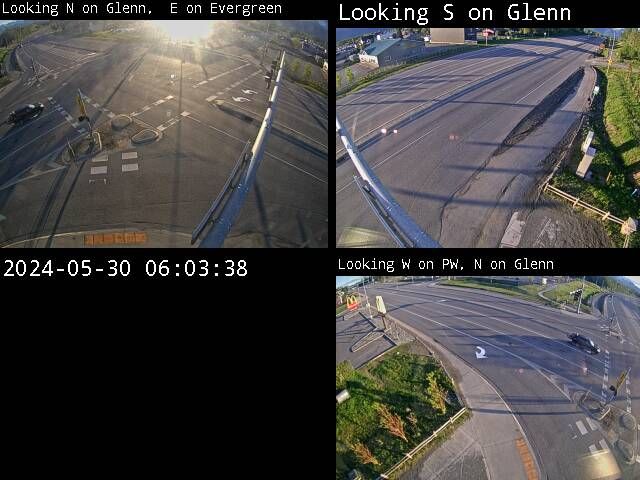 Looking N on Glenn,  E on Evergreen
Looking S on Glenn
2024-05-30 06:03:38
Looking W on PW, N on Glenn